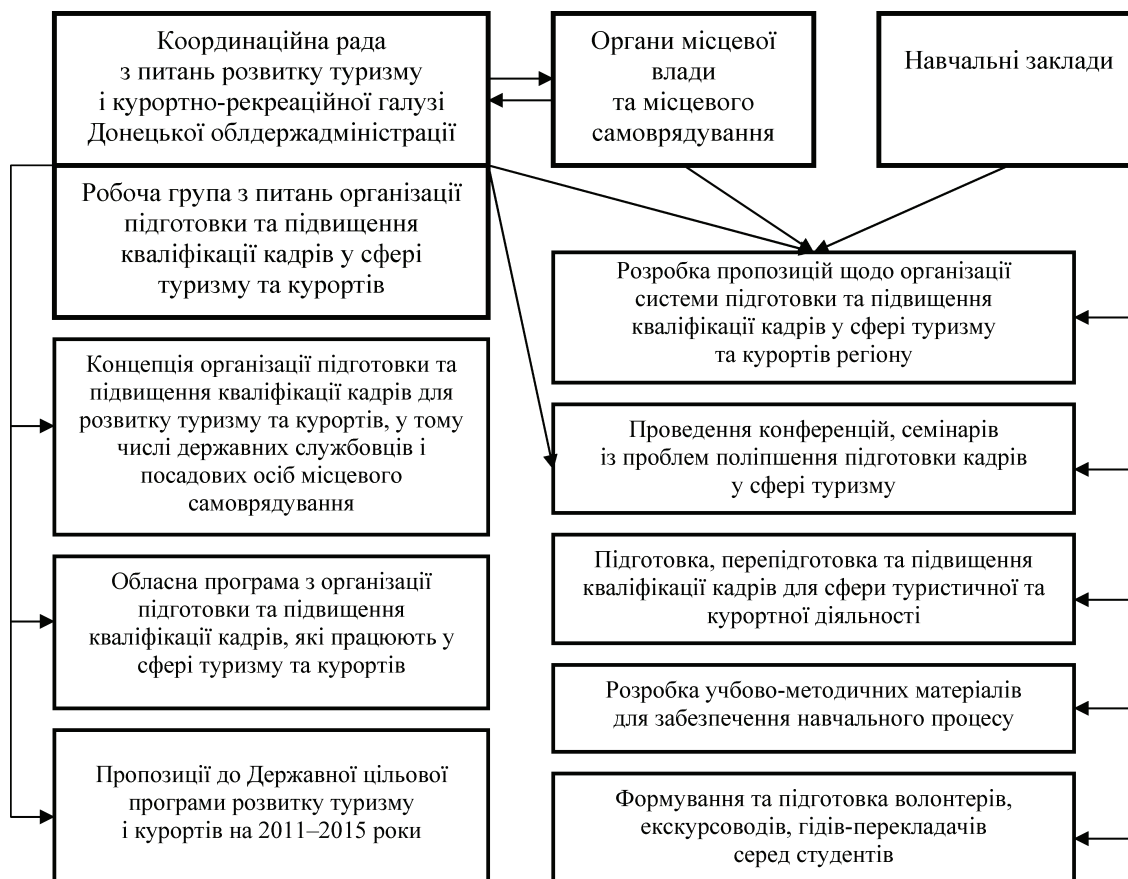 Координаційна рада
з питань розвитку туризму
і курортно-рекреаційної галузі
Донецької облдержадміністрації
Органи місцевої
влади
та місцевого
самоврядування
Навчальні заклади
Робоча група з питань організації
підготовки та підвищення
кваліфікації кадрів у сфері
туризму та курортів
Розробка пропозицій щодо організації
системи підготовки та підвищення
кваліфікації кадрів у сфері туризму
та курортів регіону
Концепція організації підготовки та
підвищення кваліфікації кадрів для
розвитку туризму та курортів, у тому
числі державних службовців і
посадових осіб місцевого
самоврядування
Проведення конференцій, семінарів
із проблем поліпшення підготовки кадрів
у сфері туризму
Обласна програма з організації
підготовки та підвищення
кваліфікації кадрів, які працюють у
сфері туризму та курортів
Підготовка, перепідготовка та підвищення
кваліфікації кадрів для сфери туристичної та
курортної діяльності
Розробка учбово-методичних матеріалів
для забезпечення навчального процесу
Пропозиції до Державної цільової
програми розвитку туризму
і курортів на 2011–2015 роки
Формування та підготовка волонтерів,
екскурсоводів, гідів-перекладачів
серед студентів